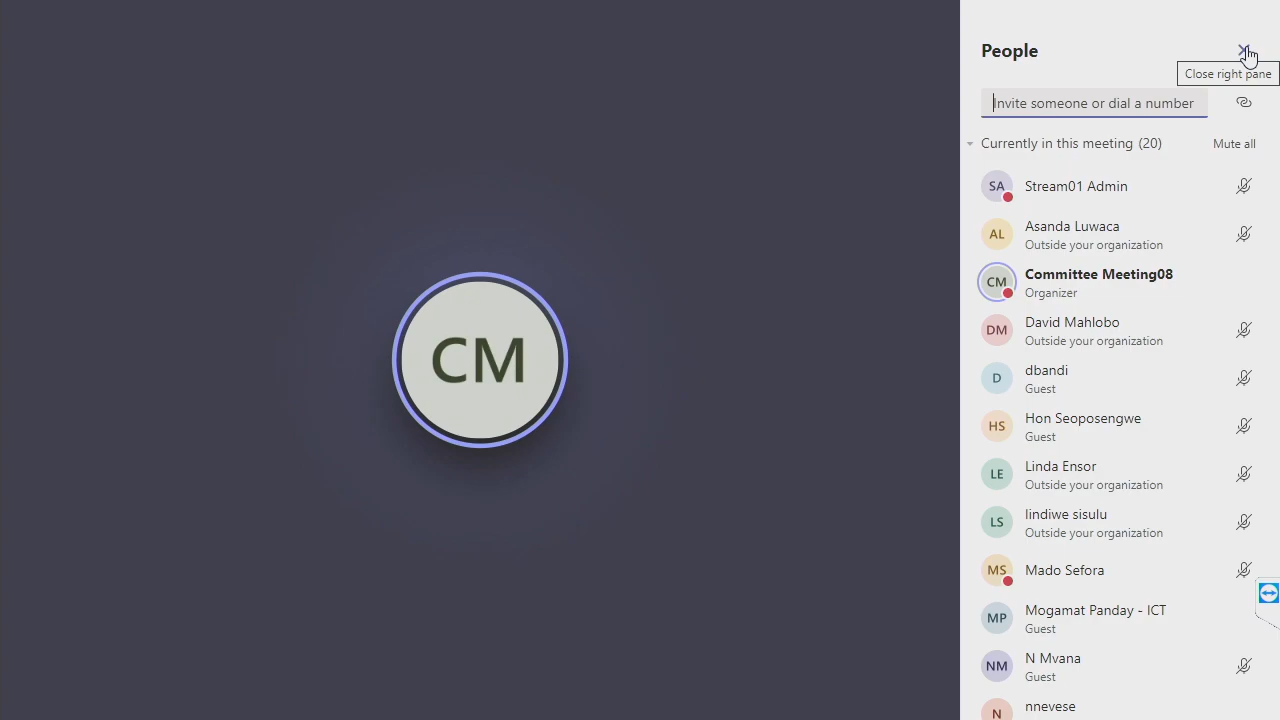 People
Close right pane
Invite someone or dial a number
Currently in this meeting (20)
Mute all
SA
Stream01 Admin
AL
Asanda Luwaca
Outside your organization
CM
Committee Meeting08
Organizer
DM
David Mahlobo
Outside your organization
D
dbandi
Guest
HS
Hon Seoposengwe
Guest
LE
Linda Ensor
Outside your organization
LS
lindiwe sisulu
Outside your organization
MS
Mado Sefora
MP
Mogamat Panday - ICT
Guest
NM
N Mvana
Guest
N
nnevese
CM